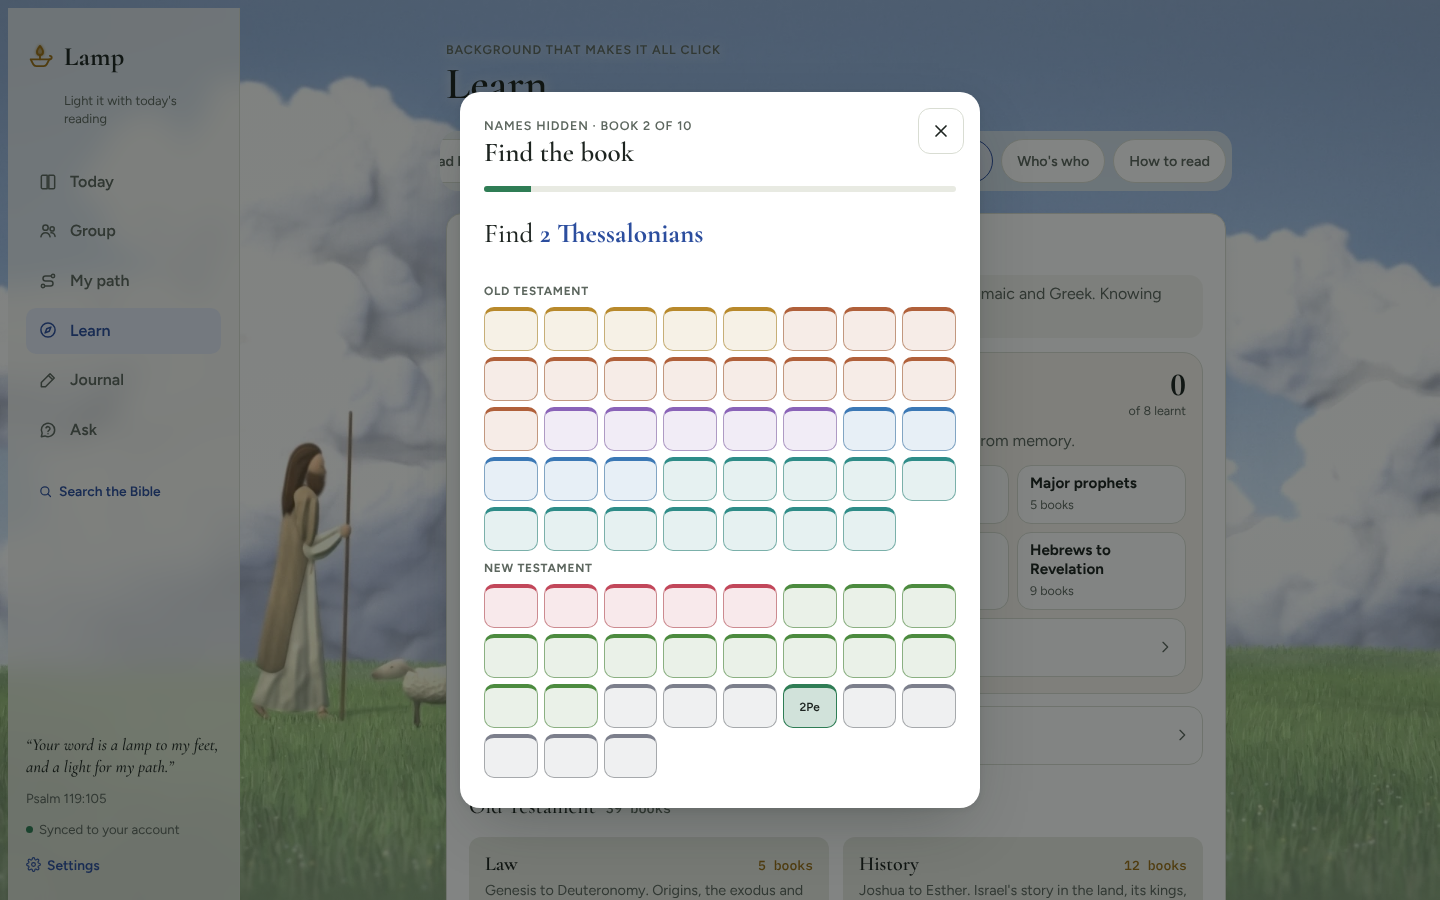 Lamp
Light it with today's
reading
Today
Group
My path
Learn
Journal
Ask
Search the Bible
“Your word is a lamp to my feet,
and a light for my path.”
Psalm 119:105
Synced to your account
Settings
BACKGROUND THAT MAKES IT ALL CLICK
Learn
Who's who
How to read
NAMES HIDDEN · BOOK 2 OF 10
Find the book
Find 2 Thessalonians
OLD TESTAMENT
NEW TESTAMENT
2Pe
maic and Greek. Knowing
0
of 8 learnt
rom memory.
Major prophets
5 books
Hebrews to
Revelation
9 books
Old Testament 39 books
Law 5 books
Genesis to Deuteronomy. Origins, the exodus and
History 12 books
Joshua to Esther. Israel's story in the land, its kings,